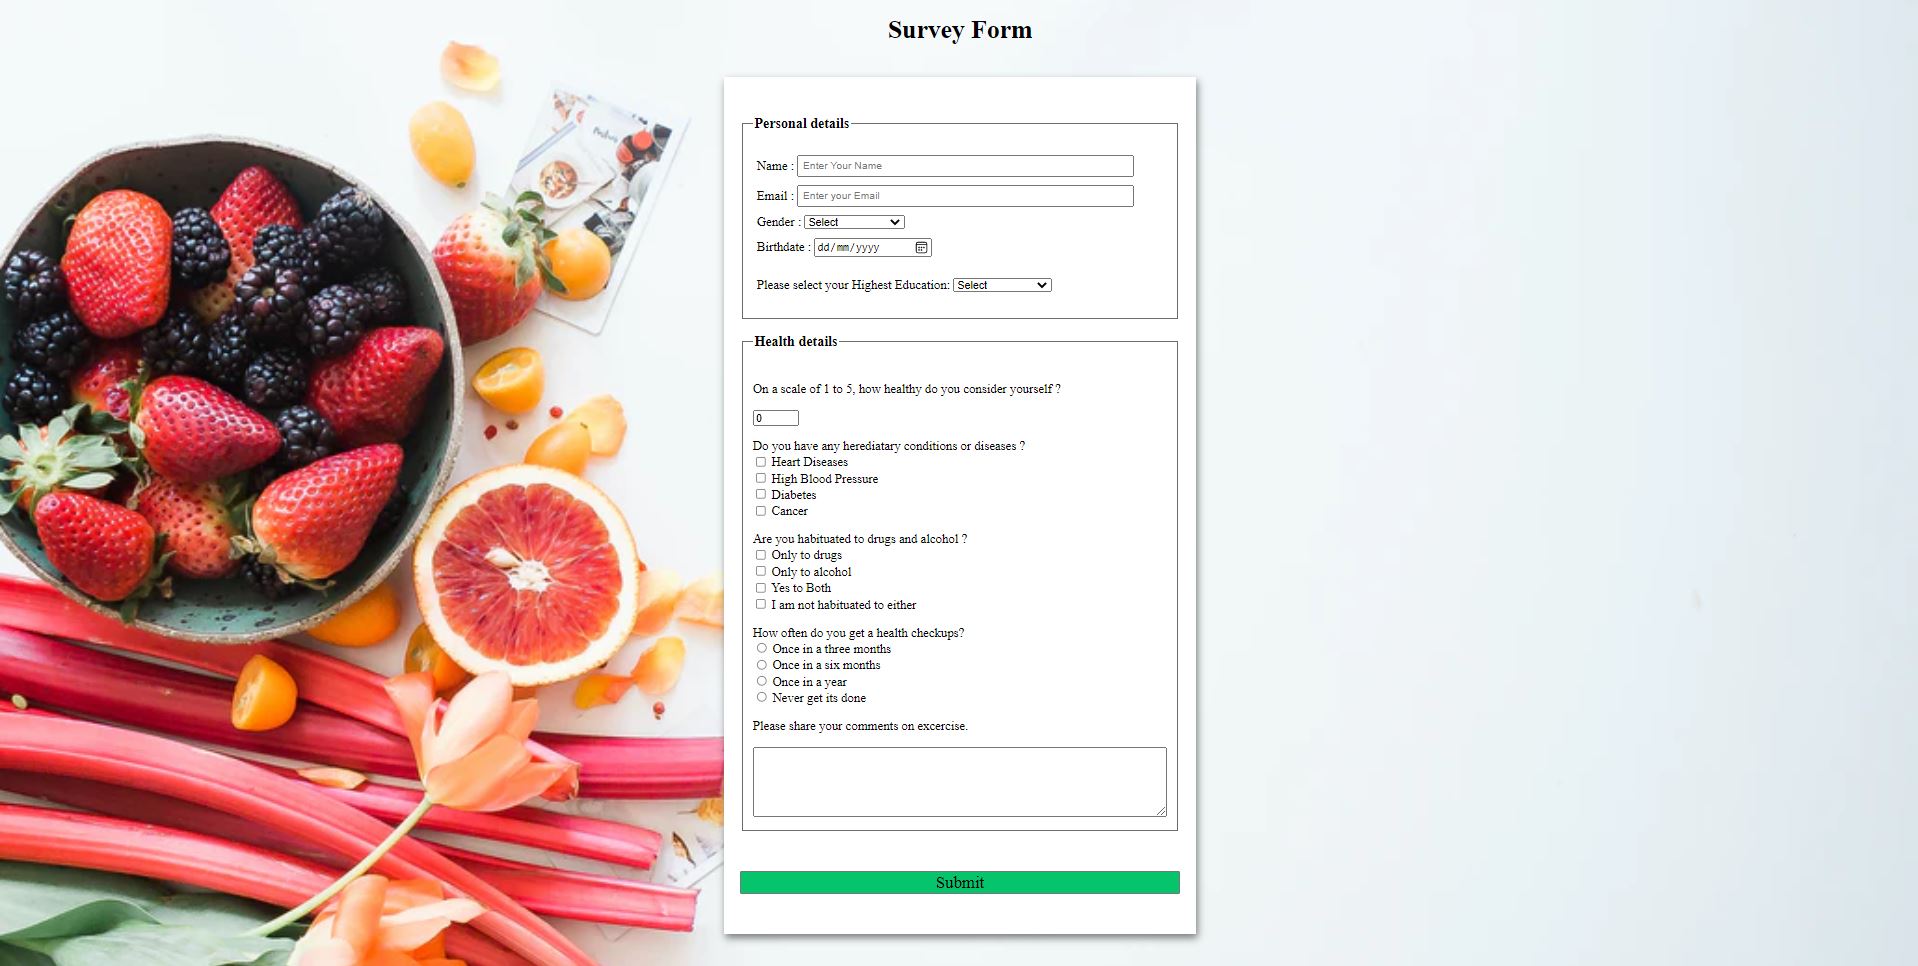 Survey Form
Personal details
Name : Enter Your Name
Email : Enter your Email
Gender : Select
Birthdate : dd/mm/yyyy
Please select your Highest Education: Select
Health details
On a scale of 1 to 5, how healthy do you consider yourself ?
0
Do you have any herediatary conditions or diseases ?
Heart Diseases
High Blood Pressure
Diabetes
Cancer
Are you habituated to drugs and alcohol ?
Only to drugs
Only to alcohol
Yes to Both
I am not habituated to either
How often do you get a health checkups?
Once in a three months
Once in a six months
Once in a year
Never get its done
Please share your comments on excercise.
Submit